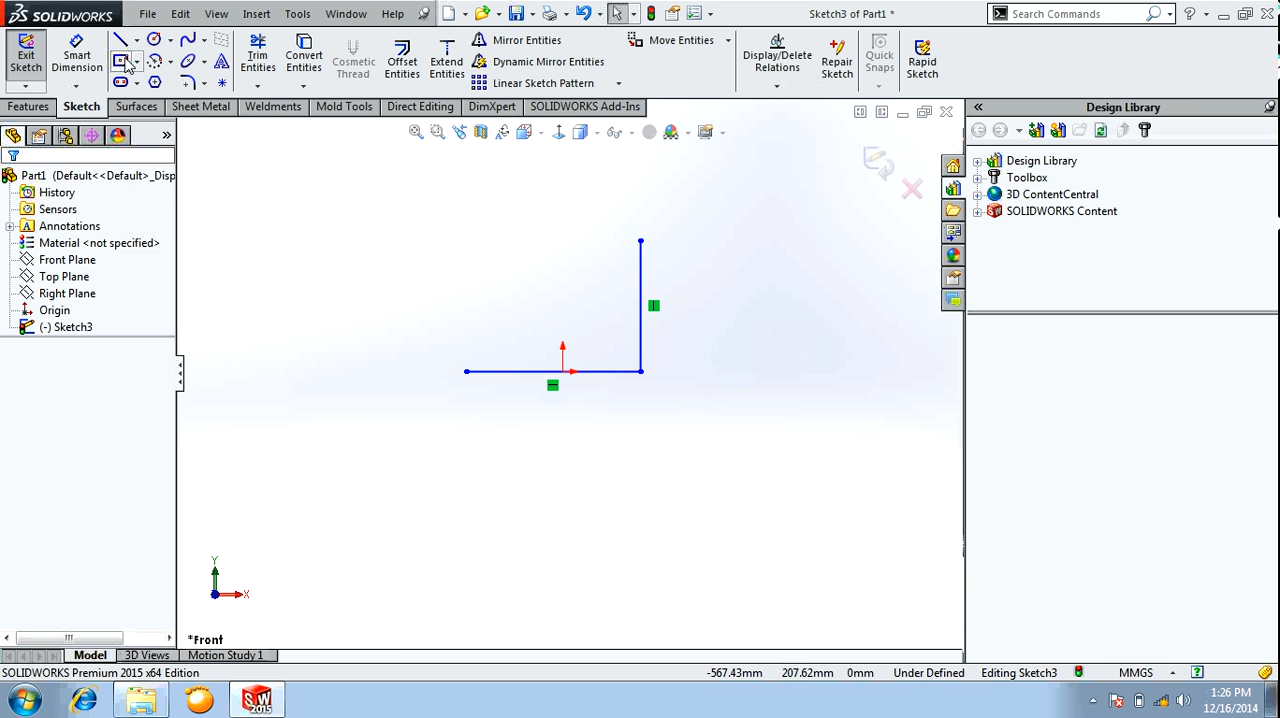 SOLIDWORKS File Edit View Insert Tools Window Help Sketch3 of Part1 * Search Commands
Exit Sketch
Smart Dimension
Trim Entities
Convert Entities
Cosmetic Thread
Offset Entities
Extend Entities
Mirror Entities
Dynamic Mirror Entities
Linear Sketch Pattern
Move Entities
Display/Delete Relations
Repair Sketch
Quick Snaps
Rapid Sketch
Features Sketch Surfaces Sheet Metal Weldments Mold Tools Direct Editing DimXpert SOLIDWORKS Add-Ins
Design Library
Part1 (Default<<Default>_Disp
History
Sensors
Annotations
Material <not specified>
Front Plane
Top Plane
Right Plane
Origin
(-) Sketch3
Design Library
Toolbox
3D ContentCentral
SOLIDWORKS Content
Y
X
*Front
Model 3D Views Motion Study 1
SOLIDWORKS Premium 2015 x64 Edition -567.43mm 207.62mm 0mm Under Defined Editing Sketch3 MMGS
SW
2015
1:26 PM
12/16/2014